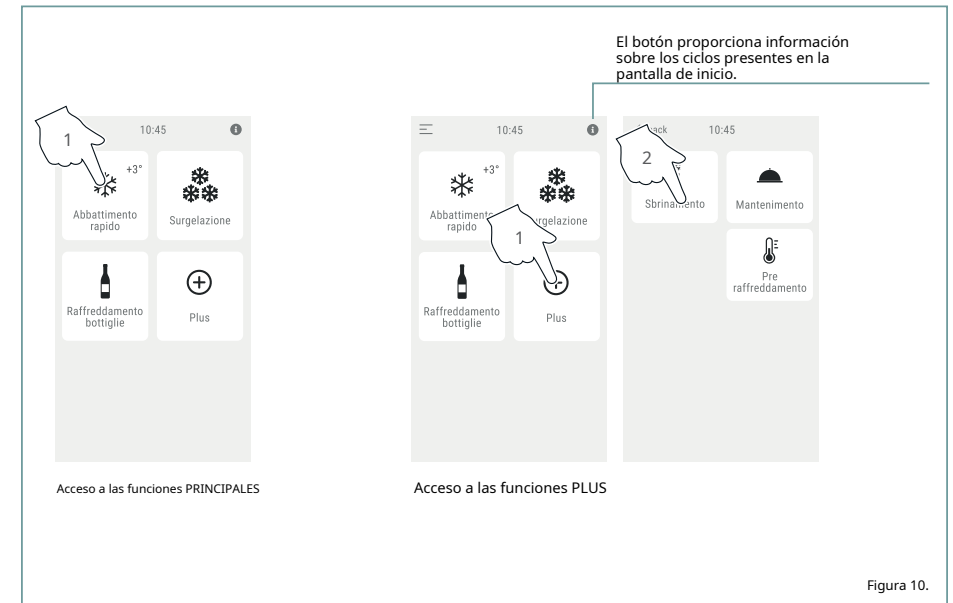 El botón proporciona información
sobre los ciclos presentes en la
pantalla de inicio.
1
10:45
+3°
Abbattimento
rapido
Surgelazione
Raffreddamento
bottiglie
Plus
10:45
+3°
Abbattimento
rapido
1
Raffreddamento
bottiglie
Plus
10:45
2
Mantenimento
Pre
raffreddamento
Acceso a las funciones PRINCIPALES
Acceso a las funciones PLUS
Figura 10.